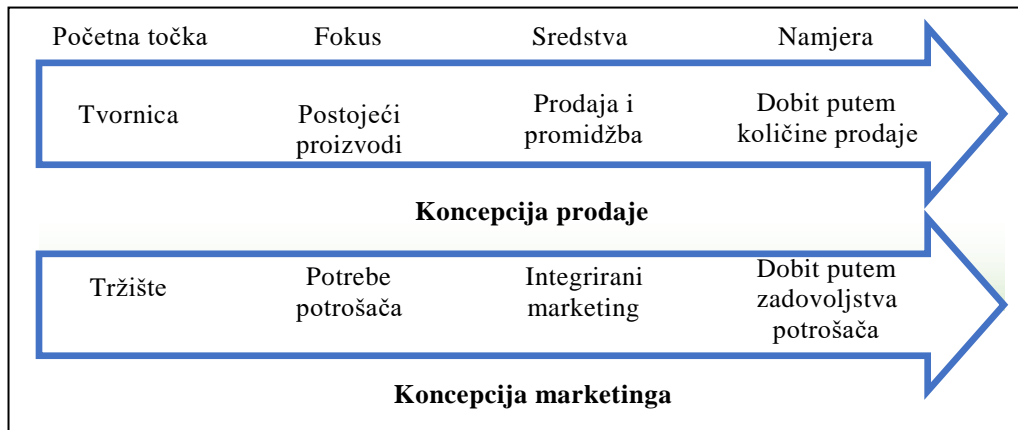 Početna točka Fokus Sredstva Namjera
Tvornica Postojeći proizvodi Prodaja i promidžba Dobit putem količine prodaje
Koncepcija prodaje
Tržište Potrebe potrošača Integrirani marketing Dobit putem zadovoljstva potrošača
Koncepcija marketinga